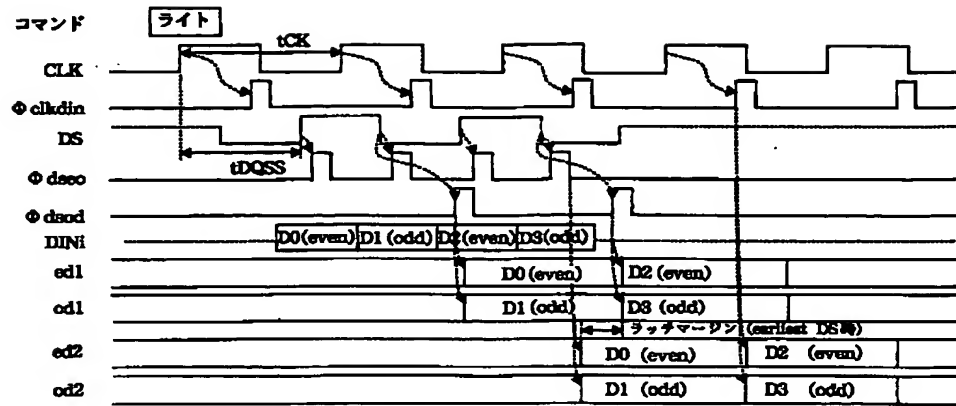 コマンド ライト
tCK
CLK
Φclkdin
DS
tDQSS
Φdseo
Φdsod
DINi D0(even) D1(odd) D2(even) D3(odd)
ed1 D0(even) D2(even)
od1 D1(odd) D3(odd)
ラッチマージン (earliest DS時)
ed2 D0 (even) D2 (even)
od2 D1 (odd) D3 (odd)